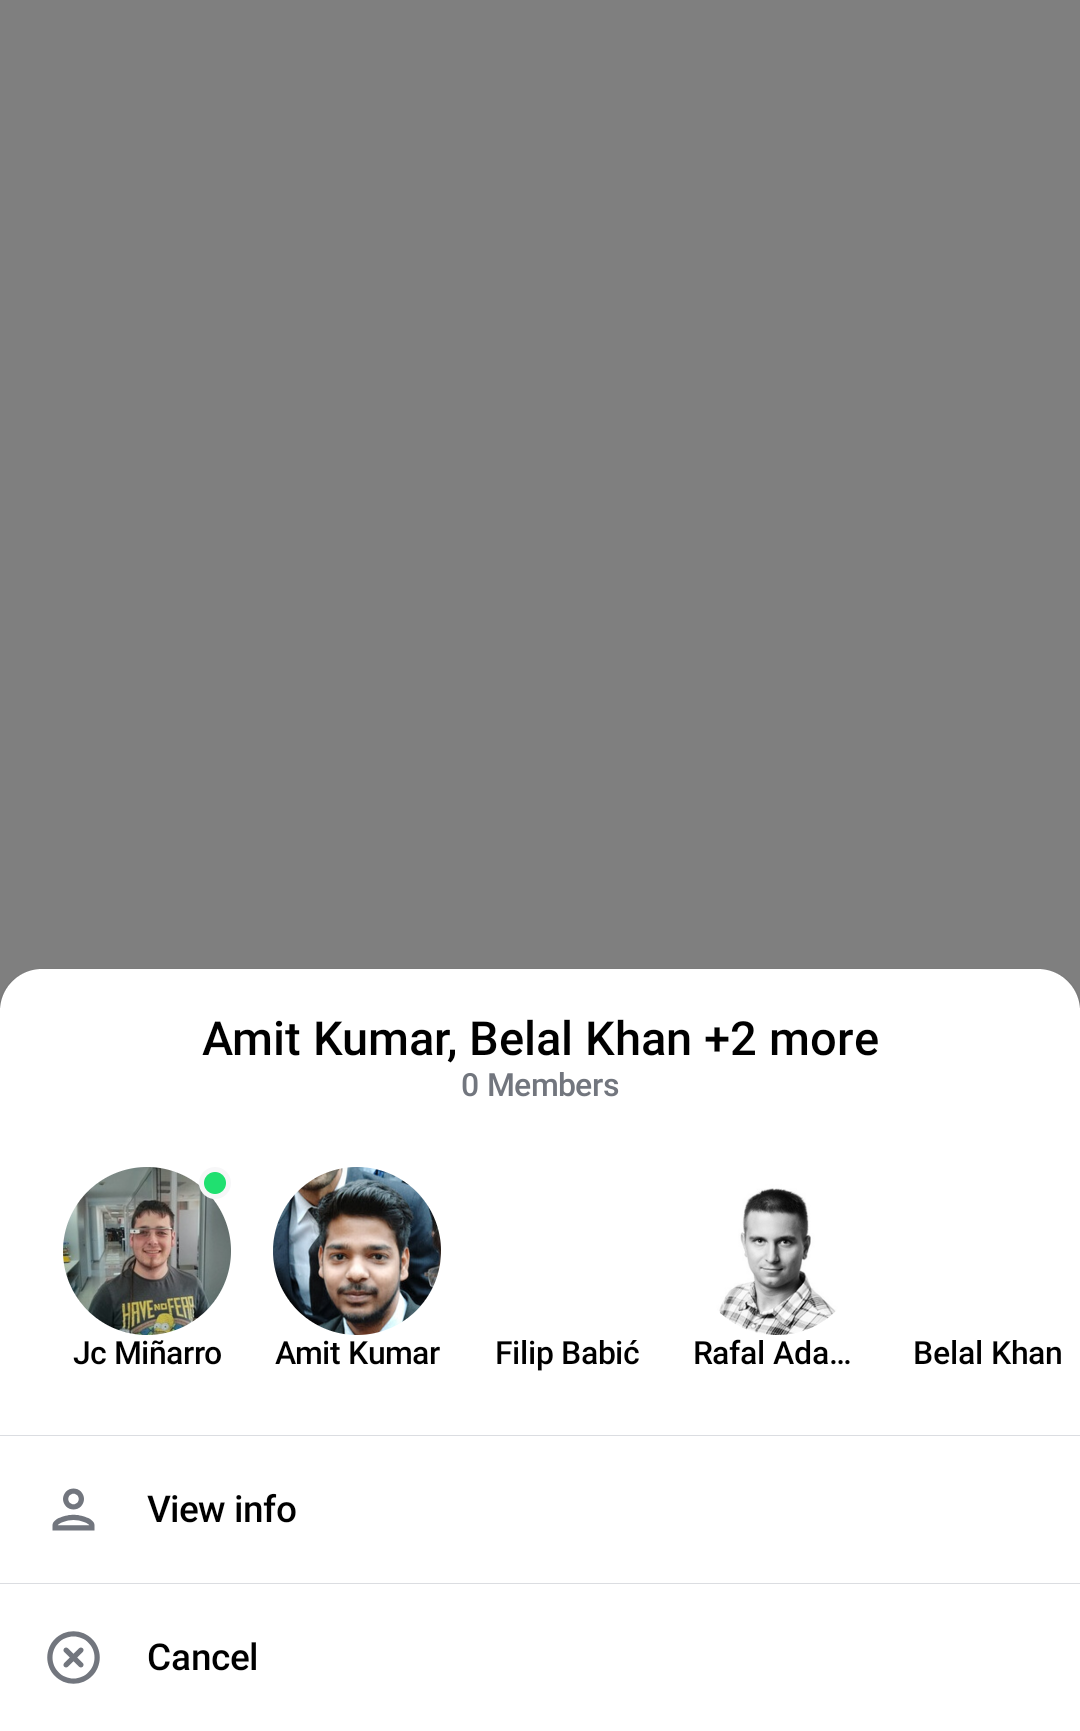 Amit Kumar, Belal Khan +2 more
0 Members
HAVE NO FEAR
Jc Miñarro
Amit Kumar
Filip Babić
Rafal Ada...
Belal Khan
View info
Cancel